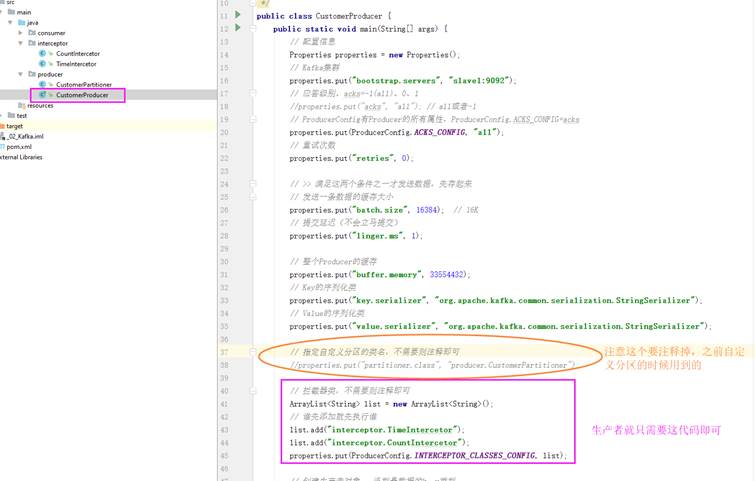 src
main
java
consumer
interceptor
CountIntercetor
TimeIntercetor
producer
CustomerPartitioner
CustomerProducer
resources
test
target
_02_Kafka.iml
pom.xml
xternal Libraries
10 */
11 public class CustomerProducer {
12 public static void main(String[] args) {
13 // 配置信息
14 Properties properties = new Properties();
15 // Kafka集群
16 properties.put("bootstrap.servers", "slave1:9092");
17 // 应答级别, acks=-1(all)、0、1
18 //properties.put("acks", "all"); // all或者-1
19 // ProducerConfig有Producer的所有属性, ProducerConfig.ACKS_CONFIG=acks
20 properties.put(ProducerConfig.ACKS_CONFIG, "all");
21 // 重试次数
22 properties.put("retries", 0);
23
24 // >> 满足这两个条件之一才发送数据, 先存起来
25 // 发送一条数据的缓存大小
26 properties.put("batch.size", 16384); // 16K
27 // 提交延迟（不会立马提交）
28 properties.put("linger.ms", 1);
29
30 // 整个Producer的缓存
31 properties.put("buffer.memory", 33554432);
32 // Key的序列化类
33 properties.put("key.serializer", "org.apache.kafka.common.serialization.StringSerializer");
34 // Value的序列化类
35 properties.put("value.serializer", "org.apache.kafka.common.serialization.StringSerializer");
36
37 // 指定自定义分区的类名, 不需要则注释即可
38 //properties.put("partitioner.class", "producer.CustomerPartitioner")
注意这个要注释掉，之前自定
义分区的时候用到的
39
40 // 拦截器类, 不需要则注释即可
41 ArrayList<String> list = new ArrayList<String>();
42 // 谁先添加就先执行谁
43 list.add("interceptor.TimeIntercetor");
44 list.add("interceptor.CountIntercetor");
45 properties.put(ProducerConfig.INTERCEPTOR_CLASSES_CONFIG, list);
生产者就只需要这代码即可
46